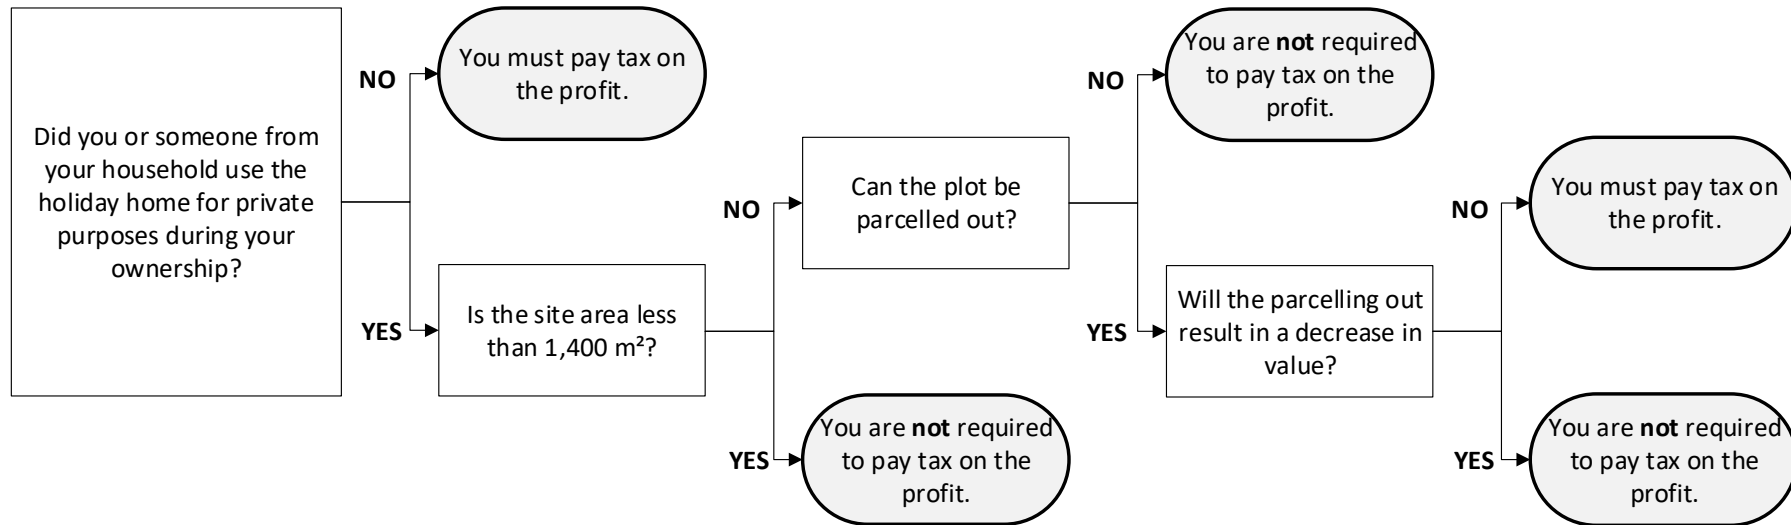 Did you or someone from
your household use the
holiday home for private
purposes during your
ownership?
NO
You must pay tax on
the profit.
YES
Is the site area less
than 1,400 m²?
NO
Can the plot be
parcelled out?
YES
You are not required
to pay tax on the
profit.
NO
You are not required
to pay tax on the
profit.
YES
Will the parcelling out
result in a decrease in
value?
NO
You must pay tax on
the profit.
YES
You are not required
to pay tax on the
profit.